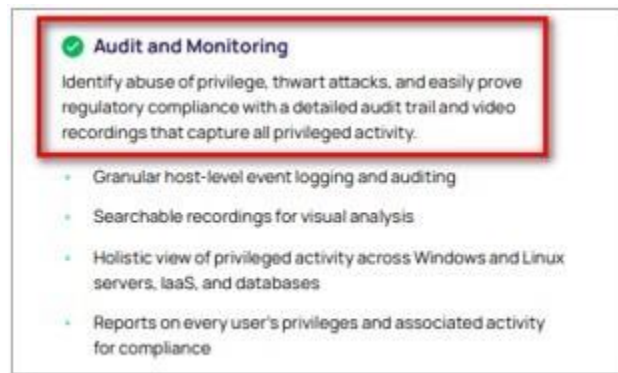 Audit and Monitoring
Identify abuse of privilege, thwart attacks, and easily prove
regulatory compliance with a detailed audit trail and video
recordings that capture all privileged activity.
Granular host-level event logging and auditing
Searchable recordings for visual analysis
Holistic view of privileged activity across Windows and Linux
servers, IaaS, and databases
Reports on every user's privileges and associated activity
for compliance